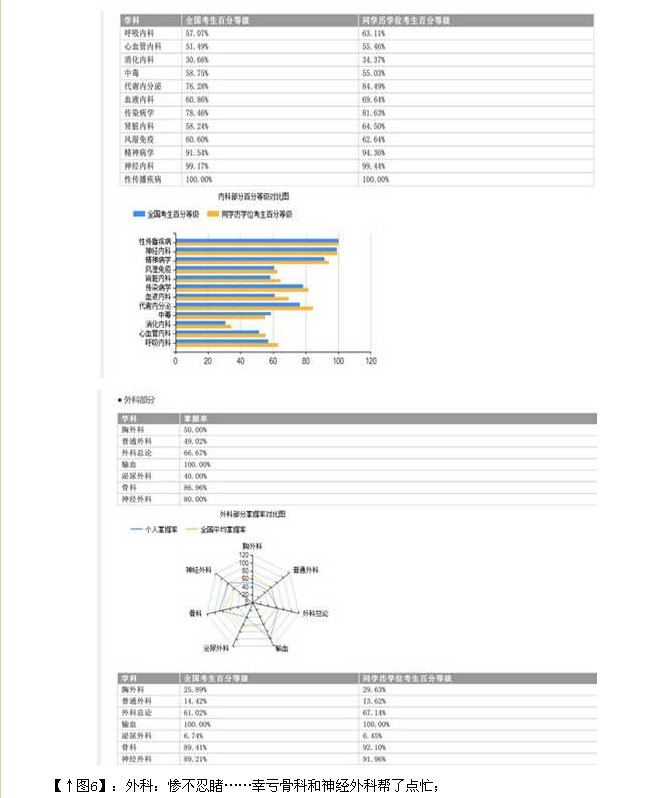 学科 全国考生百分等级 同学历学位考生百分等级
呼吸内科 57.07% 63.11%
心血管内科 51.49% 55.46%
消化内科 30.66% 34.37%
中毒 58.75% 55.03%
代谢内分泌 76.28% 84.49%
血液内科 60.86% 69.64%
传染病学 78.46% 81.63%
肾脏内科 58.24% 64.50%
风湿免疫 60.60% 62.64%
精神病学 91.54% 94.36%
神经内科 99.17% 99.44%
性传播疾病 100.00% 100.00%
内科部分百分等级对比图
全国考生百分等级 同学历学位考生百分等级
性传播疾病
神经内科
精神病学
风湿免疫
肾脏内科
传染病学
血液内科
代谢内分泌
中毒
消化内科
心血管内科
呼吸内科
0 20 40 60 80 100 120
• 外科部分
学科 掌握率
胸外科 50.00%
普通外科 49.02%
外科总论 66.67%
输血 100.00%
泌尿外科 40.00%
骨科 86.96%
神经外科 80.00%
外科部分掌握率对比图
个人掌握率 全国平均掌握率
胸外科
120
100
80
60
40
20
神经外科 普通外科
骨科 外科总论
泌尿外科 输血
学科 全国考生百分等级 同学历学位考生百分等级
胸外科 25.89% 29.63%
普通外科 14.42% 13.62%
外科总论 61.02% 67.14%
输血 100.00% 100.00%
泌尿外科 6.74% 6.45%
骨科 89.41% 92.10%
神经外科 89.21% 91.96%
【↑图6】：外科：惨不忍睹……幸亏骨科和神经外科帮了点忙；